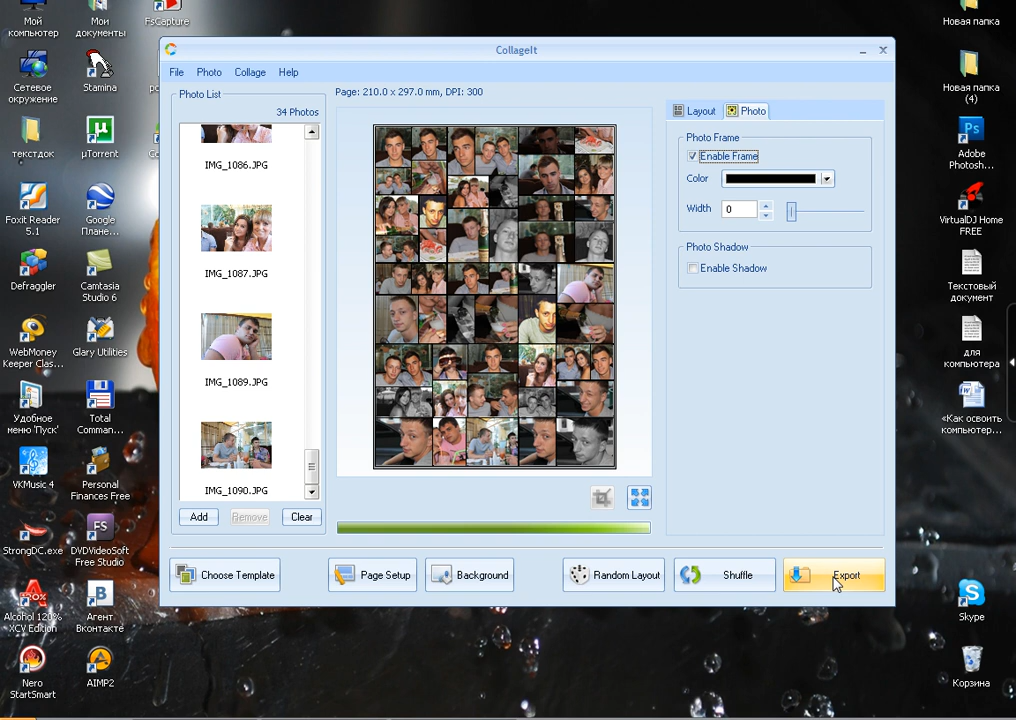 Мой
компьютер
Мои
документы
FsCapture
Новая папка
Сетевое
окружение
Stamina
Новая папка
(4)
текстдок
µTorrent
Adobe
Photosh...
Foxit Reader
5.1
Google
Плане...
VirtualDJ Home
FREE
Defraggler
Camtasia
Studio 6
Текстовый
документ
WebMoney
Keeper Clas...
Glary Utilities
для
компьютера
Удобное
меню 'Пуск'
Total
Comman...
«Как освоить
компьютер...
VKMusic 4
Personal
Finances Free
StrongDC.exe
DVDVideoSoft
Free Studio
Alcohol 120%
XCV Edition
Агент
Вконтакте
Skype
Nero
StartSmart
AIMP2
Корзина
CollageIt
File
Photo
Collage
Help
Photo List
34 Photos
IMG_1086.JPG
IMG_1087.JPG
IMG_1089.JPG
IMG_1090.JPG
Add
Remove
Clear
Page: 210.0 x 297.0 mm, DPI: 300
Layout
Photo
Photo Frame
Enable Frame
Color
Width
0
Photo Shadow
Enable Shadow
Choose Template
Page Setup
Background
Random Layout
Shuffle
Export